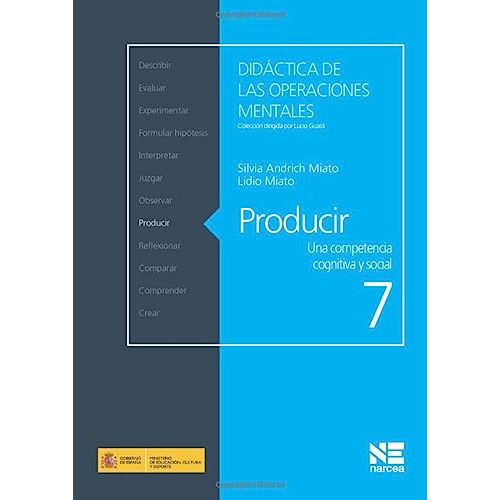 Describir
Evaluar
Experimentar
Formular hipótesis
Interpretar
Juzgar
Observar
Producir
Reflexionar
Comparar
Comprender
Crear
DIDÁCTICA DE
LAS OPERACIONES
MENTALES
Colección dirigida por Lucio Guasti
Silvia Andrich Miato
Lidio Miato
Producir
Una competencia
cognitiva y social
7
GOBIERNO
DE ESPAÑA
MINISTERIO
DE EDUCACIÓN, CULTURA
Y DEPORTE
NE
narcea